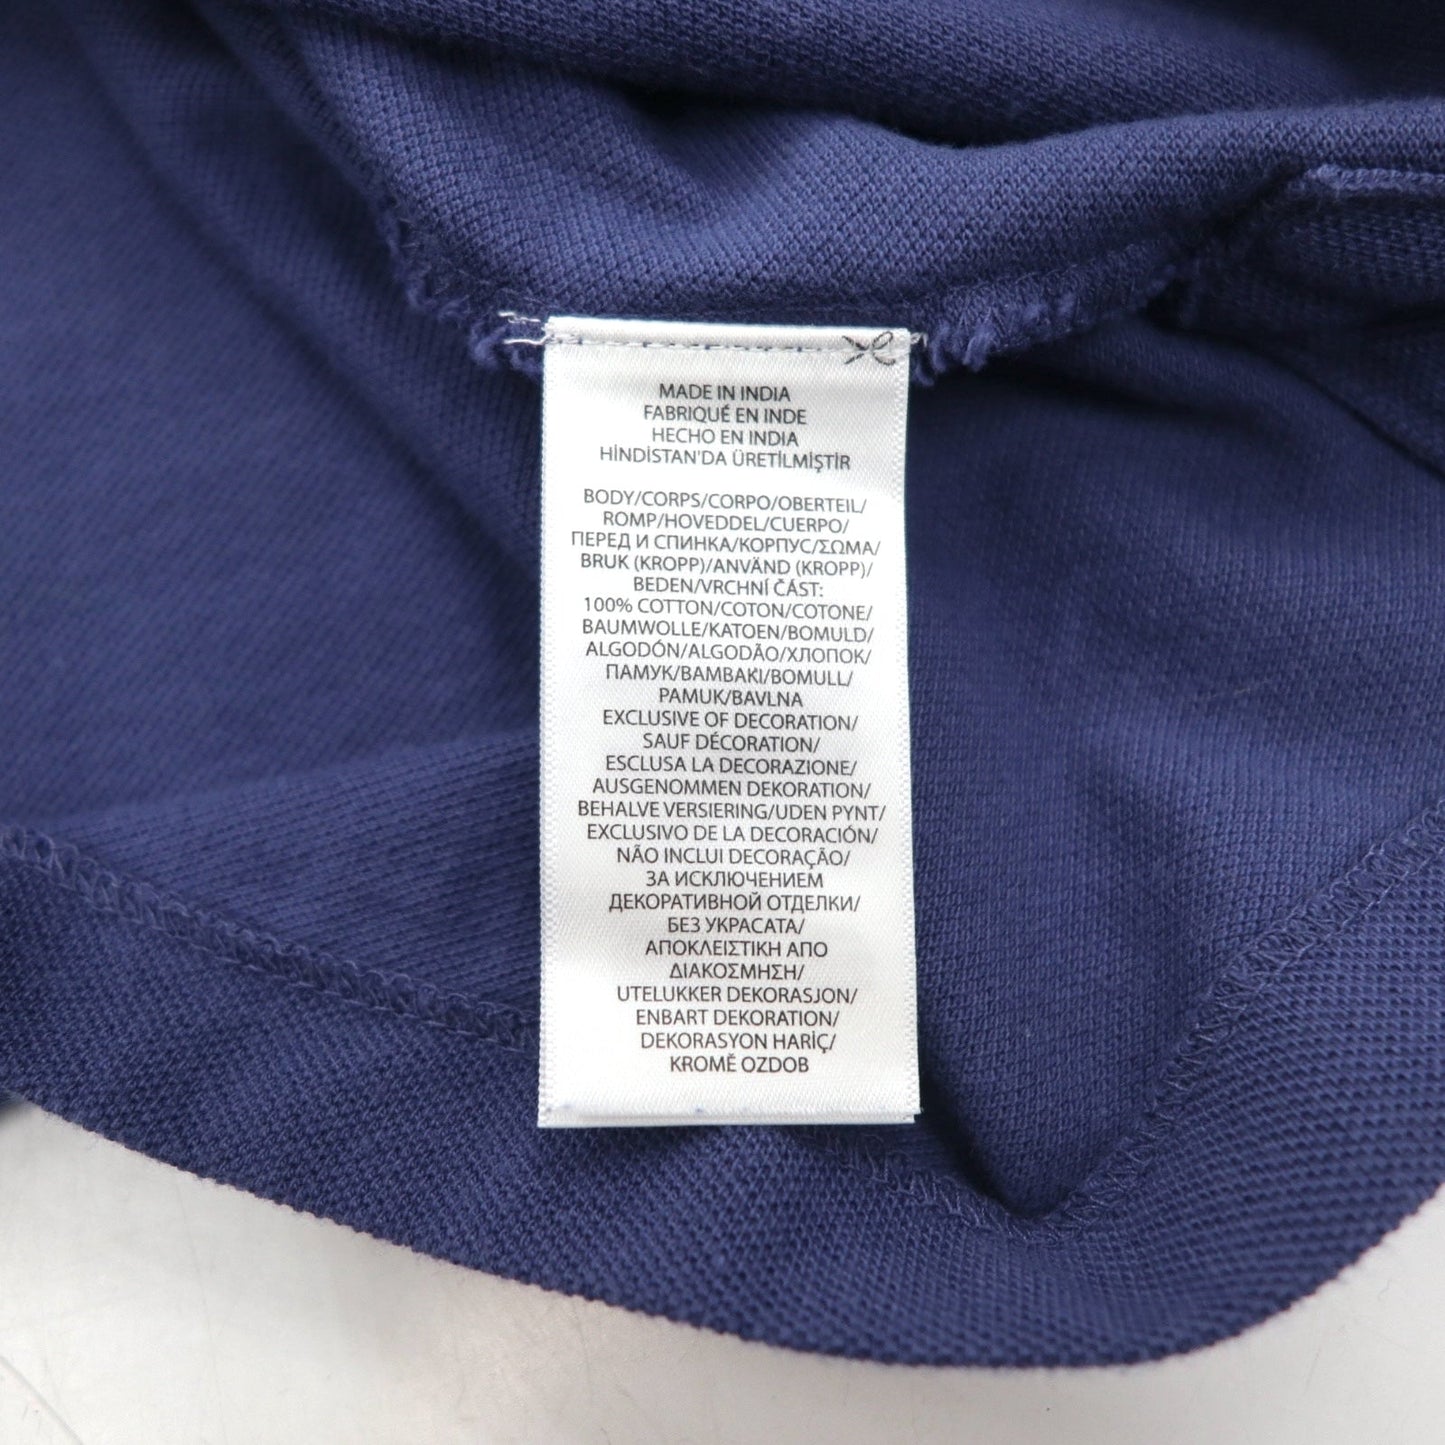 MADE IN INDIA
FABRIQUÉ EN INDE
HECHO EN INDIA
HİNDİSTAN'DA ÜRETİLMİŞTİR
BODY/CORPS/CORPO/OBERTEIL/
ROMP/HOVEDDEL/CUERPO/
ПЕРЕД И СПИНКА/КОРПУС/ΣΩΜΑ/
BRUK (KROPP)/ANVÄND (KROPP)/
BEDEN/VRCHNÍ ČÁST:
100% COTTON/COTON/COTONE/
BAUMWOLLE/KATOEN/BOMULD/
ALGODÓN/ALGODÃO/ХЛОПОК/
ПАМУК/BAMBAKI/BOMULL/
PAMUK/BAVLNA
EXCLUSIVE OF DECORATION/
SAUF DÉCORATION/
ESCLUSA LA DECORAZIONE/
AUSGENOMMEN DEKORATION/
BEHALVE VERSIERING/UDEN PYNT/
EXCLUSIVO DE LA DECORACIÓN/
NÃO INCLUI DECORAÇÃO/
ЗА ИСКЛЮЧЕНИЕМ
ДЕКОРАТИВНОЙ ОТДЕЛКИ/
БЕЗ УКРАСАТА/
ΑΠΟΚΛΕΙΣΤΙΚΗ ΑΠΟ
ΔΙΑΚΟΣΜΗΣΗ/
UTELUKKER DEKORASJON/
ENBART DEKORATION/
DEKORASYON HARİÇ/
KROMĚ OZDOB